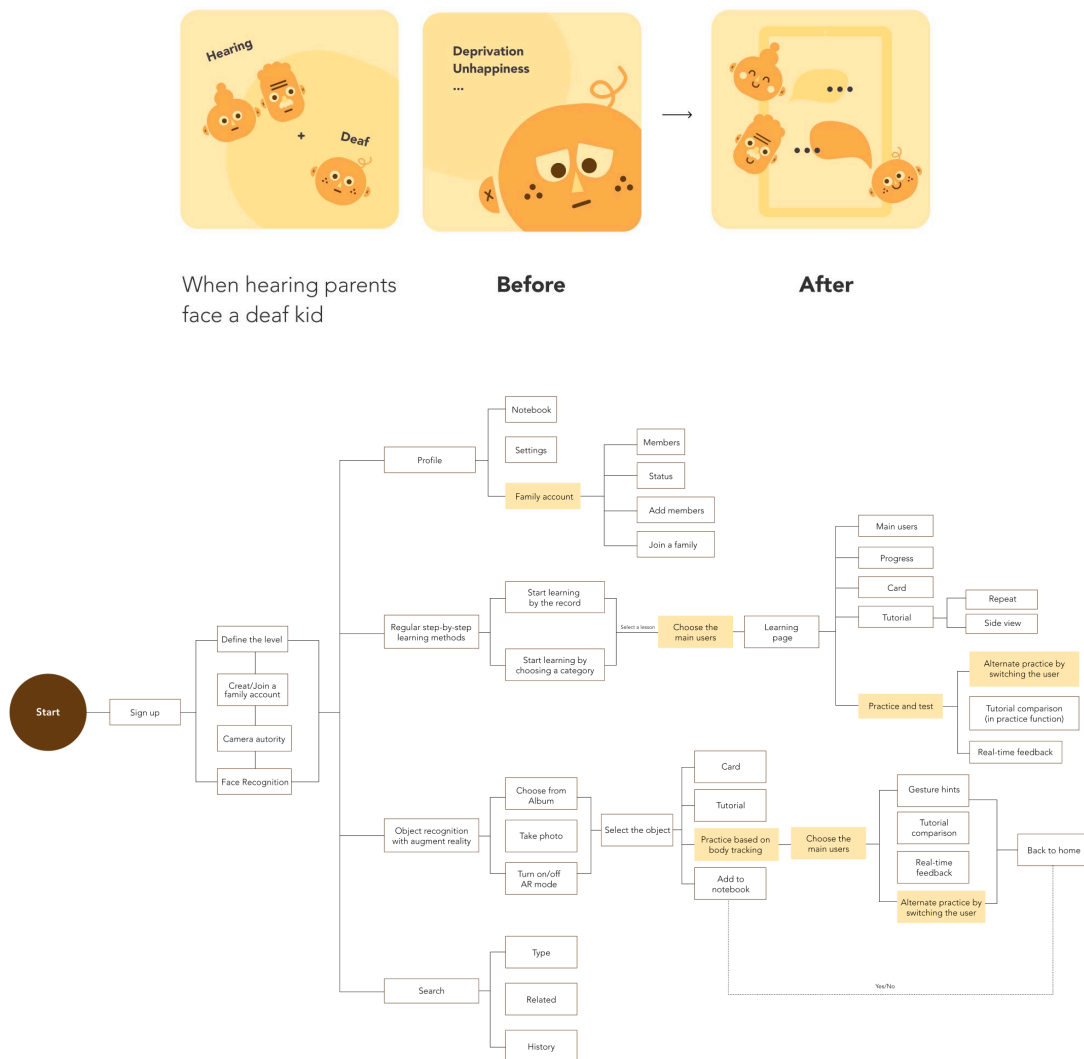 Hearing
+
Deaf
Deprivation
Unhappiness
...
When hearing parents
face a deaf kid
Before
After
Start
Sign up
Define the level
Creat/Join a
family account
Camera autority
Face Recognition
Profile
Notebook
Settings
Family account
Members
Status
Add members
Join a family
Regular step-by-step
learning methods
Start learning
by the record
Start learning by
choosing a category
Select a lesson
Choose the
main users
Learning
page
Main users
Progress
Card
Tutorial
Repeat
Side view
Practice and test
Alternate practice by
switching the user
Tutorial comparison
(in practice function)
Real-time feedback
Object recognition
with augment reality
Choose from
Album
Take photo
Turn on/off
AR mode
Select the object
Card
Tutorial
Practice based on
body tracking
Add to
notebook
Choose the
main users
Gesture hints
Tutorial
comparison
Real-time
feedback
Alternate practice by
switching the user
Back to home
Yes/No
Search
Type
Related
History